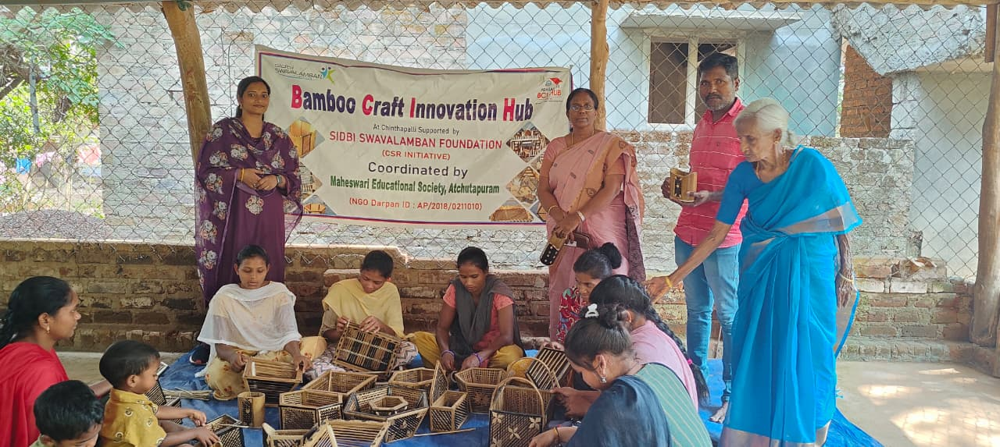 SIDBI
SWAVALAMBAN
BCI HUB
Bamboo Craft Innovation Hub
At Chinthapalli Supported by
SIDBI SWAVALAMBAN FOUNDATION
(CSR INITIATIVE)
Coordinated by
Maheswari Educational Society, Atchutapuram
(NGO Darpan ID : AP/2018/0211010)